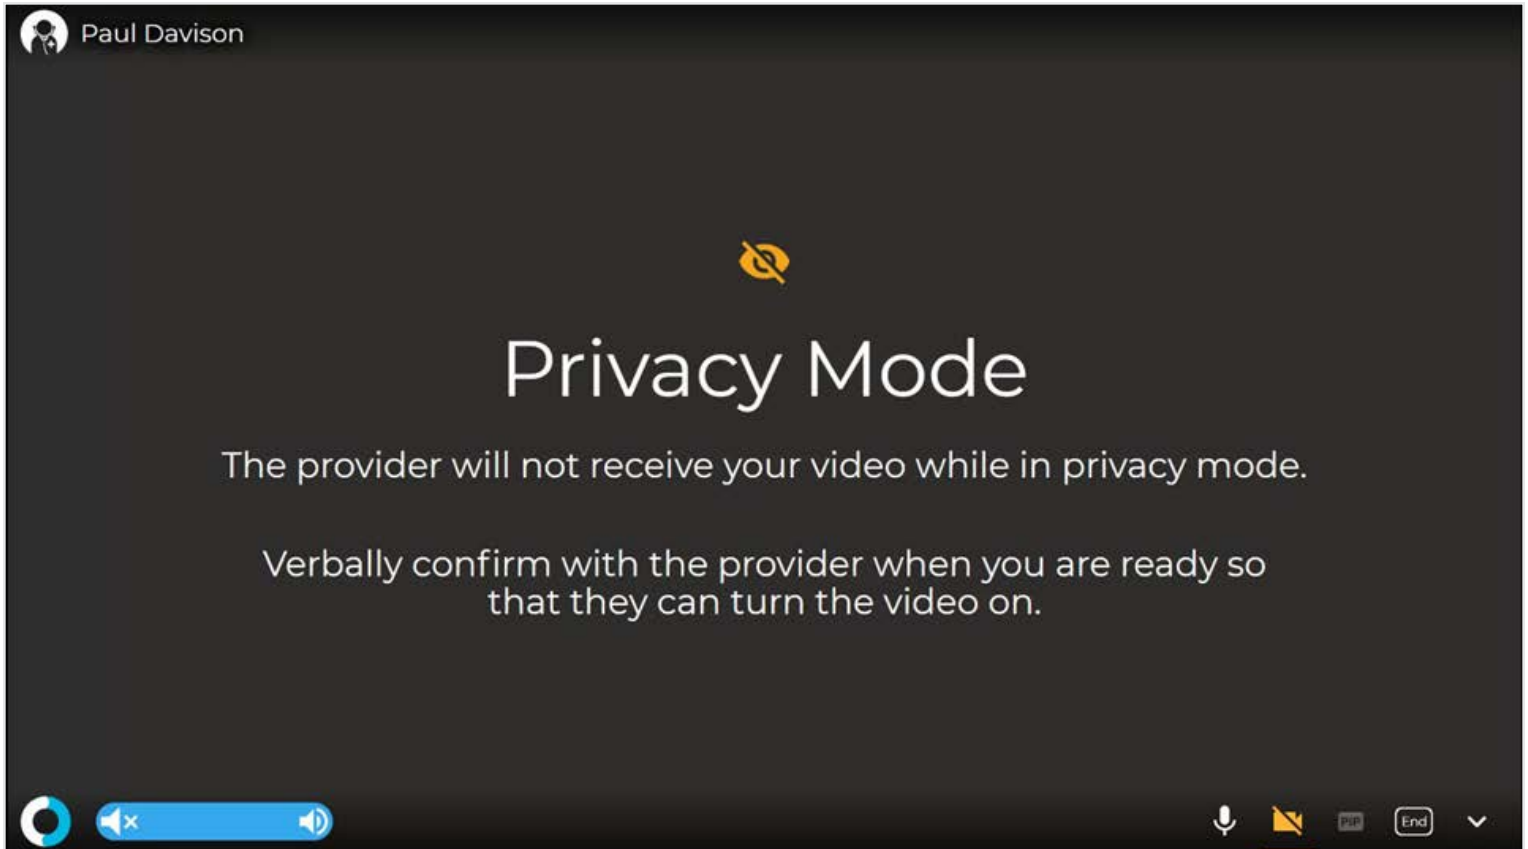 Paul Davison
Privacy Mode
The provider will not receive your video while in privacy mode.
Verbally confirm with the provider when you are ready so
that they can turn the video on.
PIP
End